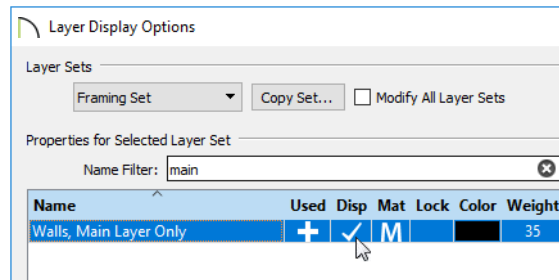 Layer Display Options
Layer Sets
Framing Set Copy Set... Modify All Layer Sets
Properties for Selected Layer Set
Name Filter: main
Name Used Disp Mat Lock Color Weight
Walls, Main Layer Only M 35